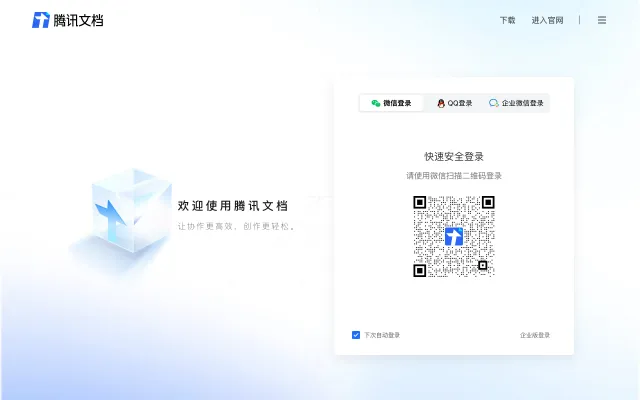 腾讯文档
下载 进入官网
微信登录 QQ登录 企业微信登录
快速安全登录
请使用微信扫描二维码登录
欢迎使用腾讯文档
让协作更高效，创作更轻松。
下次自动登录 企业版登录